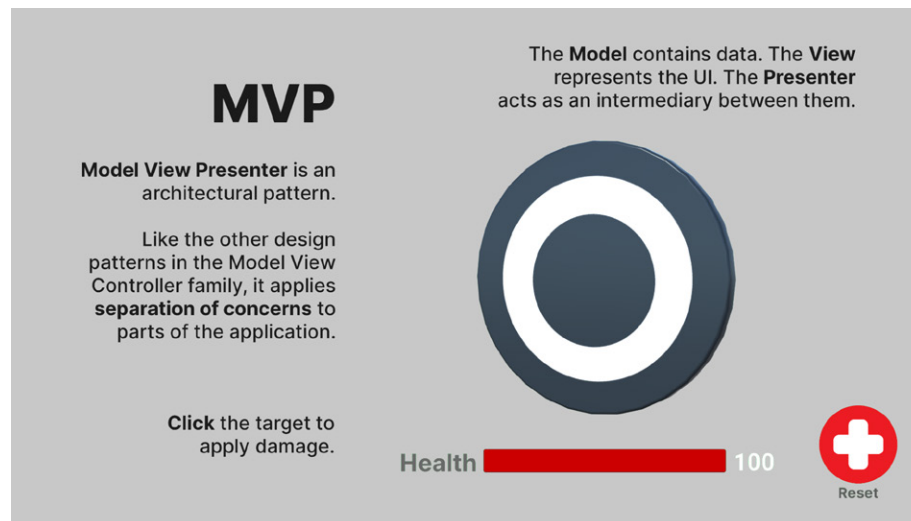 MVP
Model View Presenter is an
architectural pattern.
Like the other design
patterns in the Model View
Controller family, it applies
separation of concerns to
parts of the application.
Click the target to
apply damage.
The Model contains data. The View
represents the UI. The Presenter
acts as an intermediary between them.
Health 100
Reset